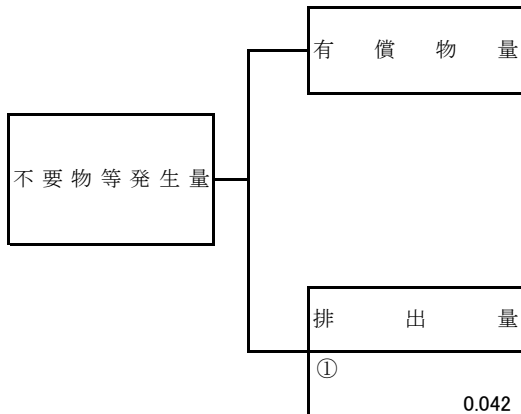 有償物量
不要物等発生量
排出量
①
0.042